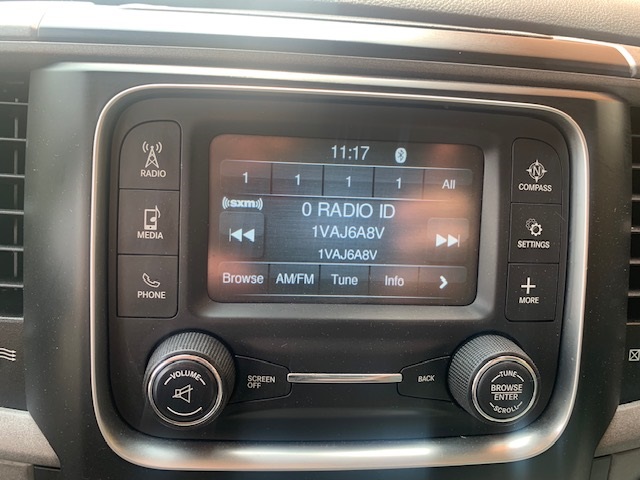 11:17
1 1 1 1 All
((sxm))
0 RADIO ID
1VAJ6A8V
1VAJ6A8V
Browse AM/FM Tune Info
RADIO
MEDIA
PHONE
N
COMPASS
SETTINGS
+
MORE
VOLUME
SCREEN
OFF
BACK
TUNE
BROWSE
ENTER
SCROLL